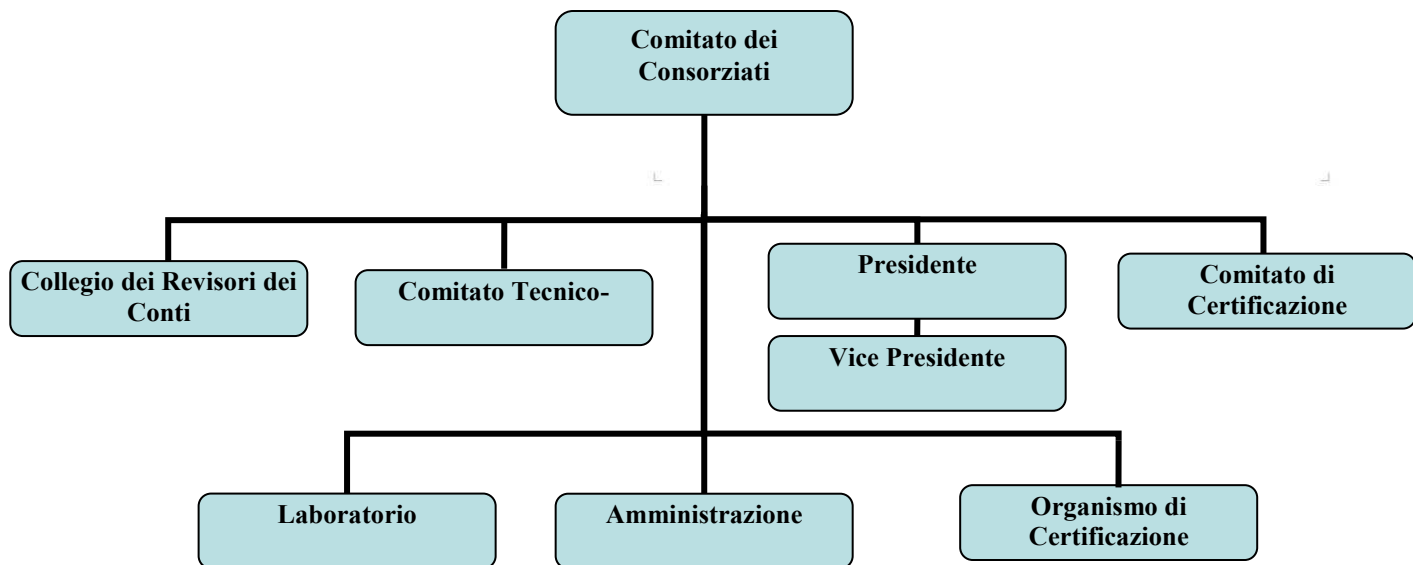 Comitato dei
Consorziati
Collegio dei Revisori dei
Conti
Comitato Tecnico-
Presidente
Comitato di
Certificazione
Vice Presidente
Laboratorio
Amministrazione
Organismo di
Certificazione